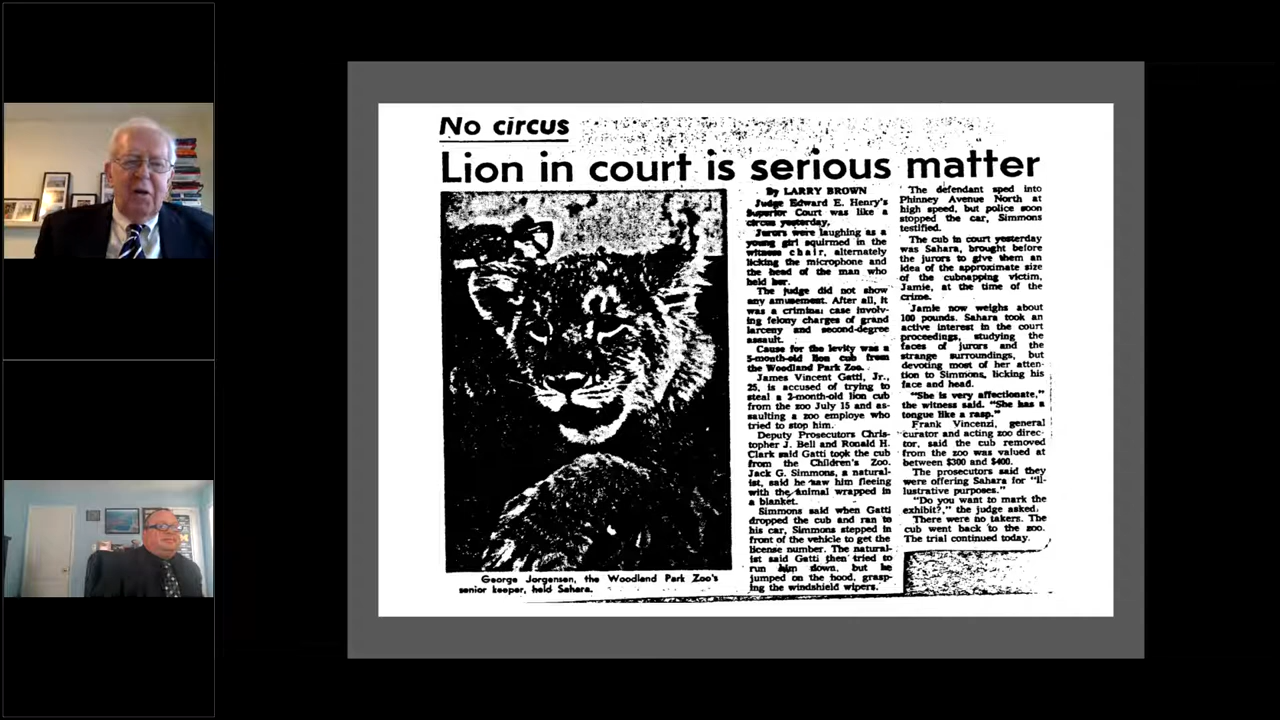 No circus
Lion in court is serious matter
By LARRY BROWN
Judge Edward E. Henry's
Superior Court was like a
circus yesterday.
Jurors were laughing as a
young girl squirmed in the
witness chair, alternately
licking the microphone and
the head of the man who
held her.
The judge did not show
any amusement. After all, it
was a criminal case involv-
ing felony charges of grand
larceny and second-degree
assault.
Cause for the levity was a
5-month-old lion cub from
the Woodland Park Zoo.
James Vincent Gatti, Jr.,
25, is accused of trying to
steal a 2-month-old lion cub
from the zoo July 15 and as-
saulting a zoo employe who
tried to stop him.
Deputy Prosecutors Chris-
topher J. Bell and Ronald H.
Clark said Gatti took the cub
from the Children's Zoo.
Jack G. Simmons, a natural-
ist, said he saw him fleeing
with the animal wrapped in
a blanket.
Simmons said when Gatti
dropped the cub and ran to
his car, Simmons stepped in
front of the vehicle to get the
license number. The natural-
ist said Gatti then tried to
run him down, but he
jumped on the hood, grasp-
ing the windshield wipers.
The defendant sped into
Phinney Avenue North at
high speed, but police soon
stopped the car, Simmons
testified.
The cub in court yesterday
was Sahara, brought before
the jurors to give them an
idea of the approximate size
of the cubnapping victim,
Jamie, at the time of the
crime.
Jamie now weighs about
100 pounds. Sahara took an
active interest in the court
proceedings, studying the
faces of jurors and the
strange surroundings, but
devoting most of her atten-
tion to Simmons, licking his
face and head.
"She is very affectionate,"
the witness said. "She has a
tongue like a rasp."
Frank Vincenzi, general
curator and acting zoo direc-
tor, said the cub removed
from the zoo was valued at
between $300 and $400.
The prosecutors said they
were offering Sahara for "il-
lustrative purposes."
"Do you want to mark the
exhibit?," the judge asked.
There were no takers. The
cub went back to the zoo.
The trial continued today.
George Jorgensen, the Woodland Park Zoo's
senior keeper, held Sahara.